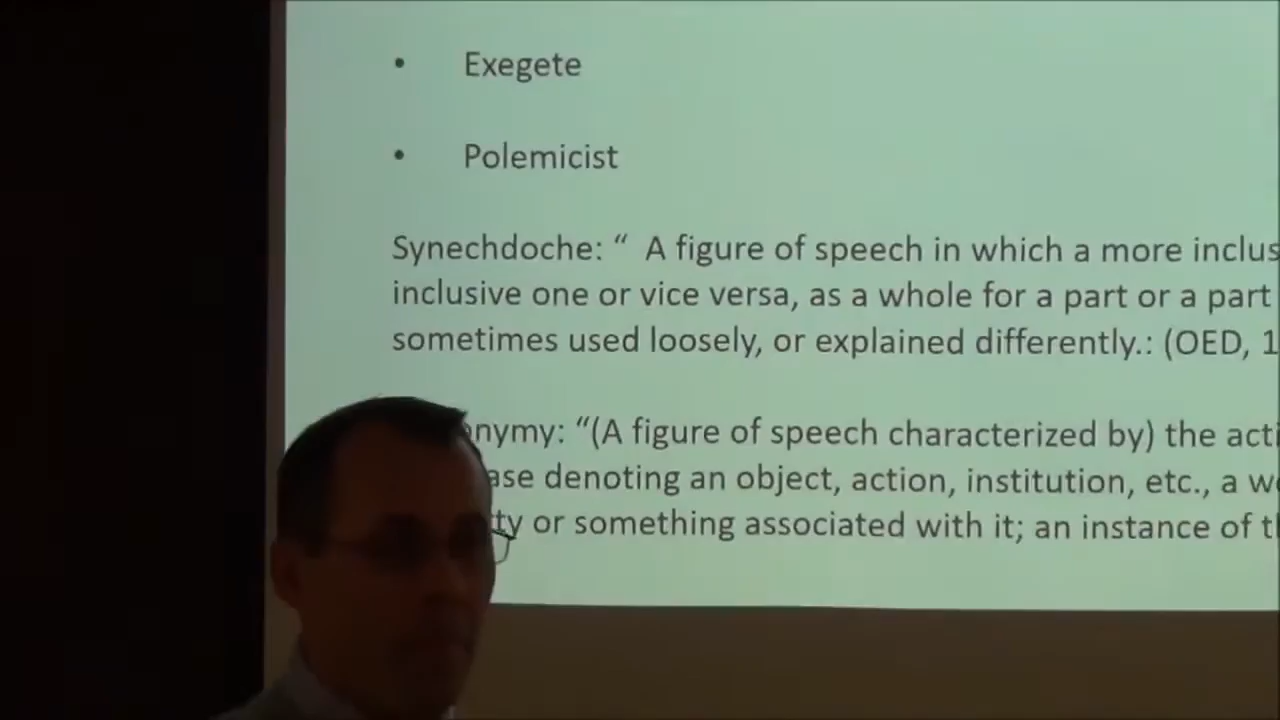 • Exegete
• Polemicist
Synechdoche: “ A figure of speech in which a more inclus
inclusive one or vice versa, as a whole for a part or a part
sometimes used loosely, or explained differently.: (OED, 1
onymy: “(A figure of speech characterized by) the acti
ase denoting an object, action, institution, etc., a w
ty or something associated with it; an instance of t